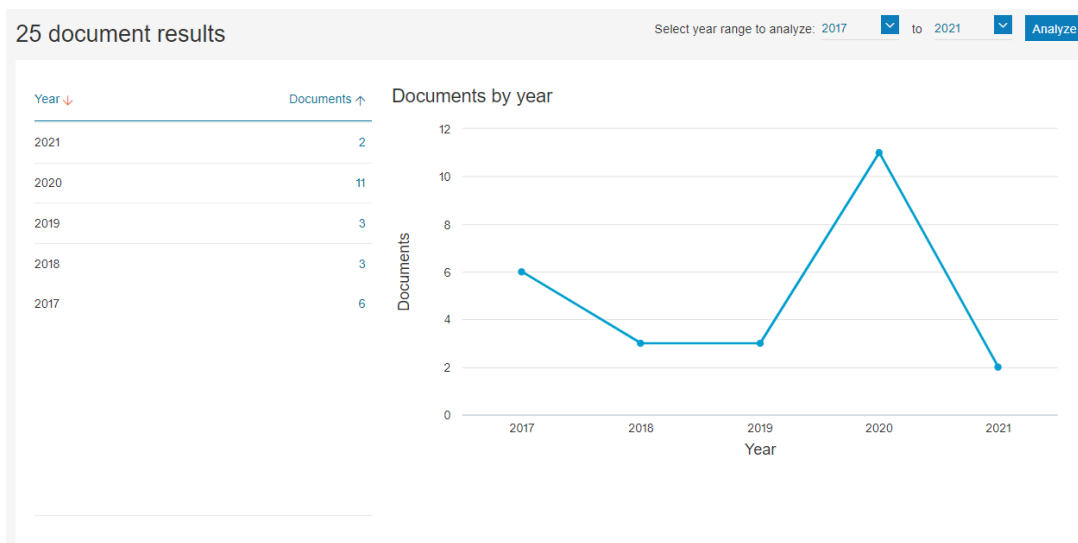 25 document results
Select year range to analyze: 2017 to 2021 Analyze
Year Documents
2021 2
2020 11
2019 3
2018 3
2017 6
Documents by year
12
10
8
6
4
2
0
Documents
2017 2018 2019 2020 2021
Year